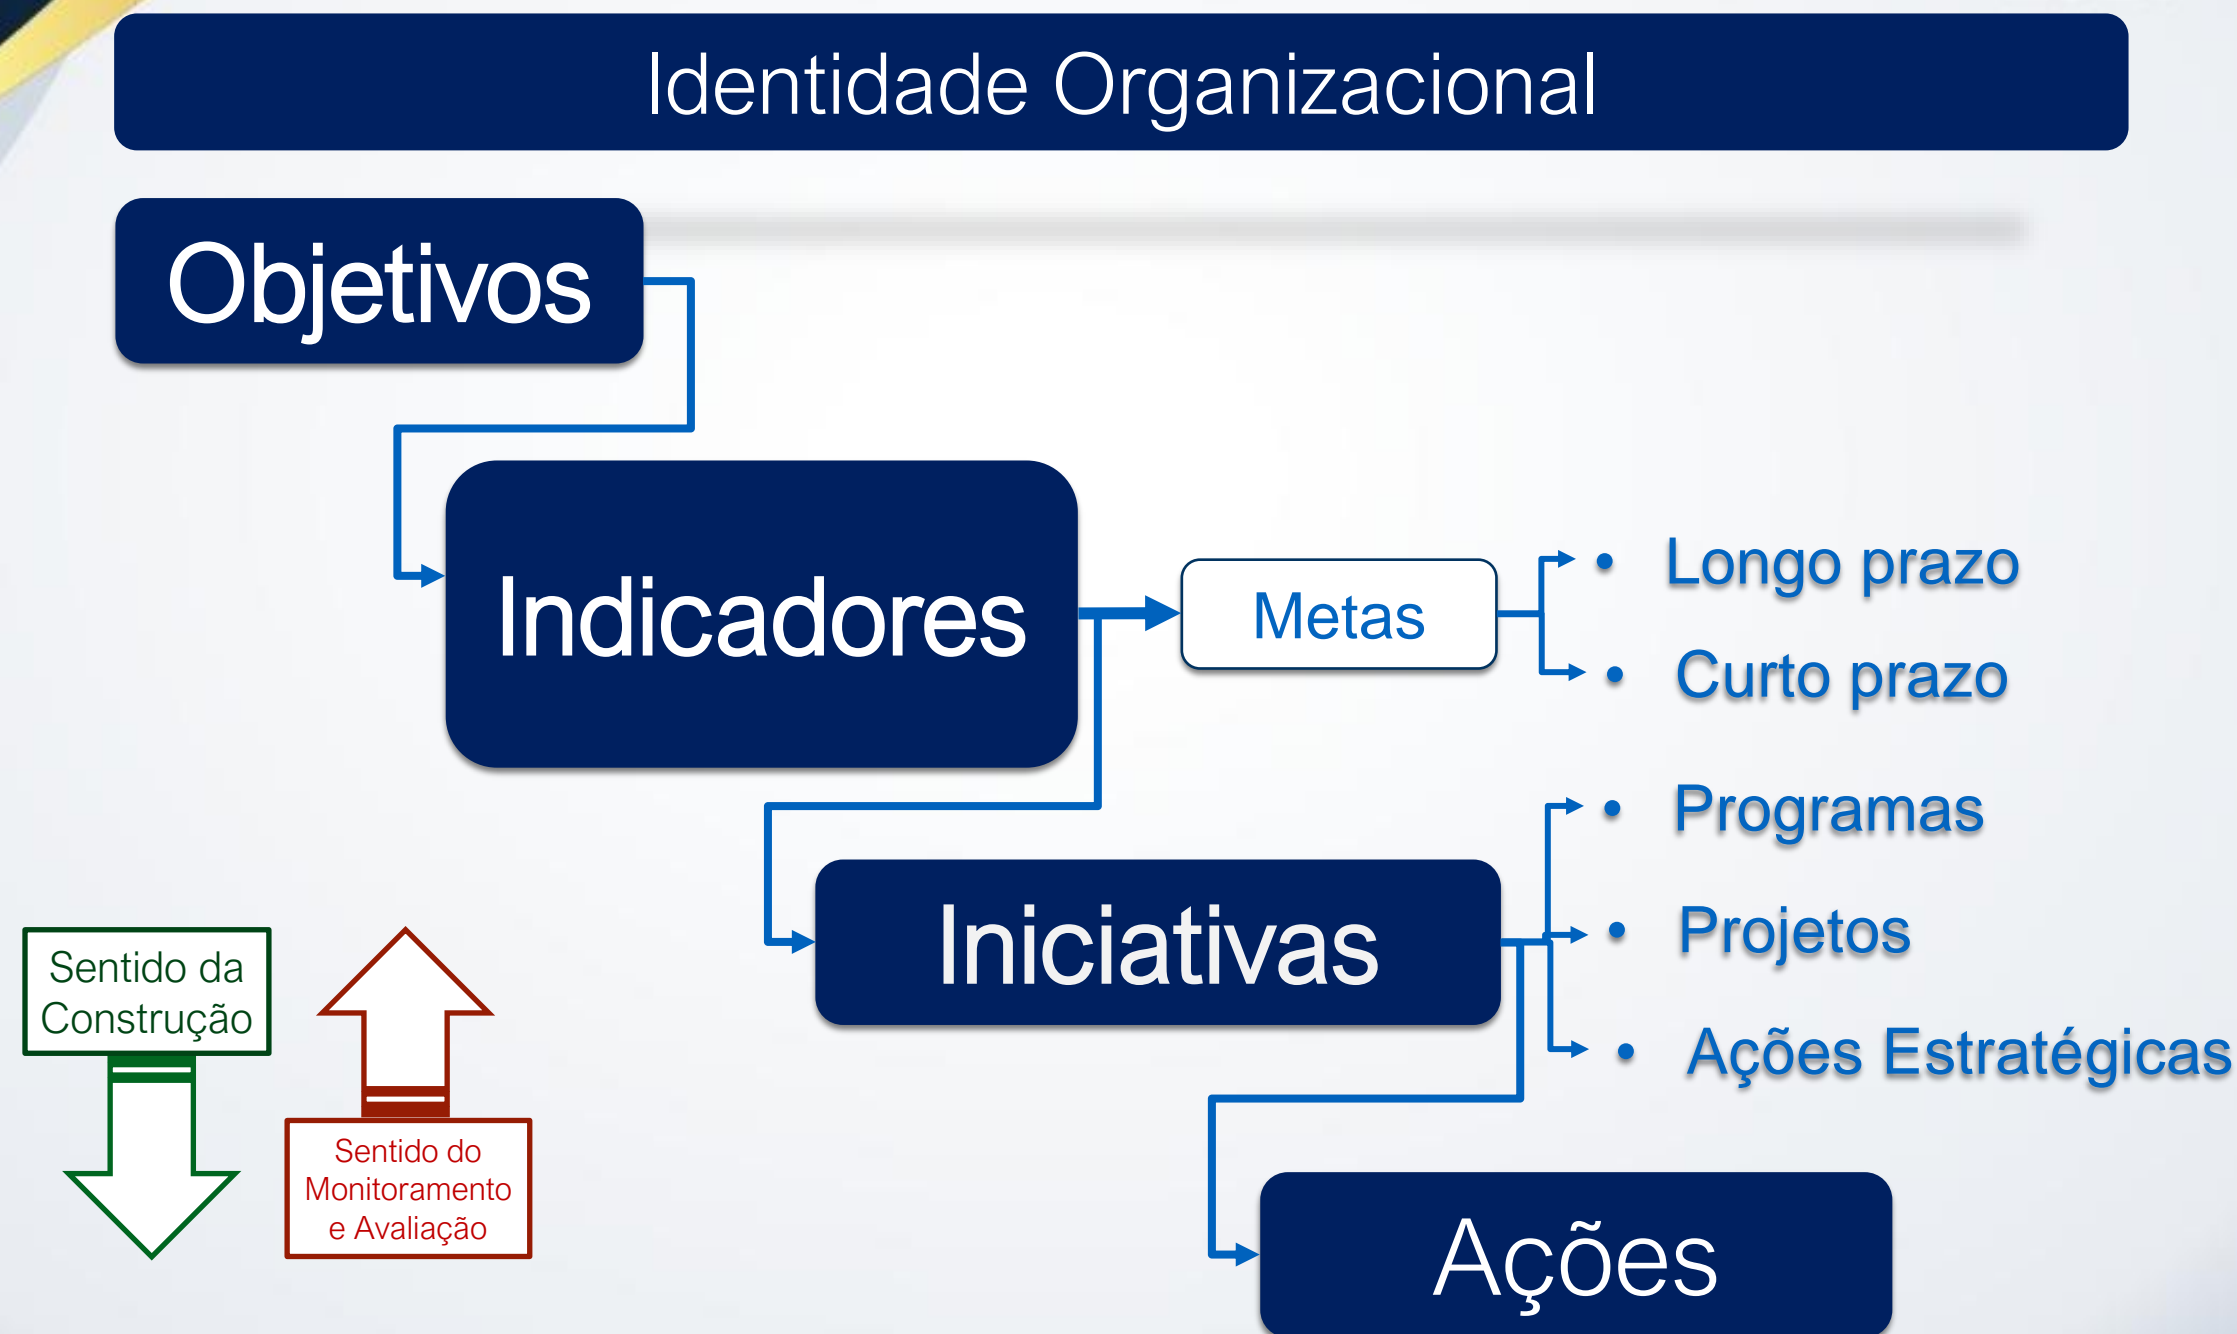 Identidade Organizacional
Objetivos
Indicadores
Metas
• Longo prazo
• Curto prazo
• Programas
Iniciativas
• Projetos
• Ações Estratégicas
Sentido da
Construção
Sentido do
Monitoramento
e Avaliação
Ações